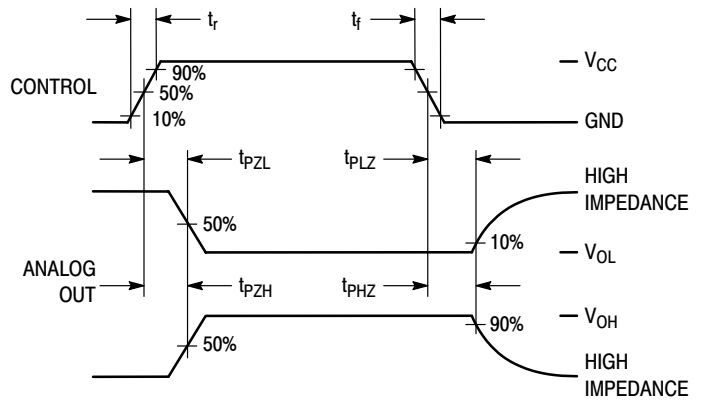 tr
tf
CONTROL
90%
50%
10%
VCC
GND
tPZL
tPLZ
HIGH
IMPEDANCE
50%
10%
VOL
ANALOG
OUT
tPZH
tPHZ
VOH
90%
50%
HIGH
IMPEDANCE